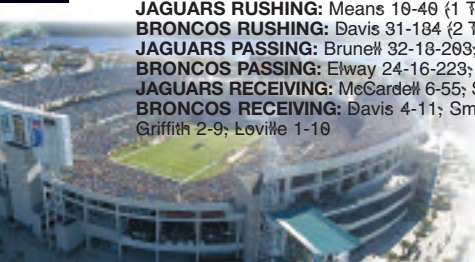 JAGUARS RUSHING: Means 10-40 (1
BRONCOS RUSHING: Davis 31-184 (2
JAGUARS PASSING: Brunell 32-18-203;
BRONCOS PASSING: Elway 24-16-223;
JAGUARS RECEIVING: McCardell 6-55;
BRONCOS RECEIVING: Davis 4-11;
Griffith 2-9; Loville 1-10